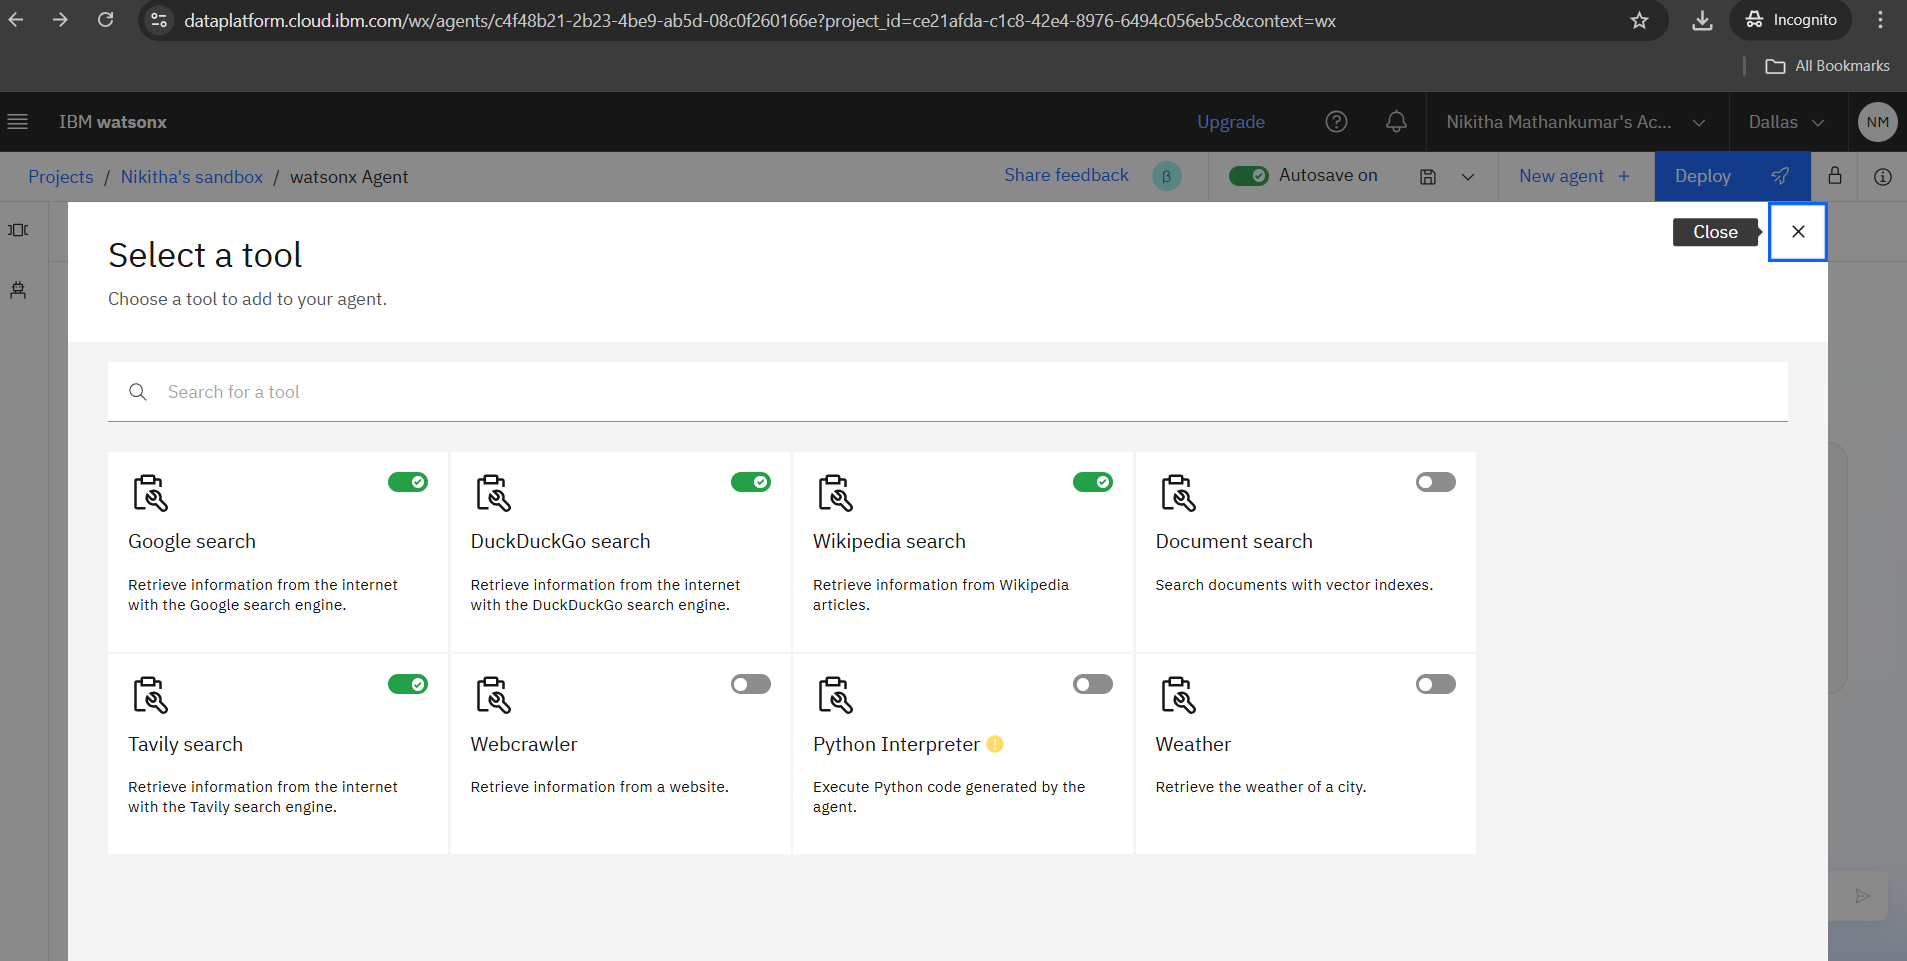 dataplatform.cloud.ibm.com/wx/agents/c4f48b21-2b23-4be9-ab5d-08c0f260166e?project_id=ce21afda-c1c8-42e4-8976-6494c056eb5c&context=wx
Incognito
All Bookmarks
IBM watsonx
Upgrade
Nikitha Mathankumar's Ac...
Dallas
NM
Projects / Nikitha's sandbox / watsonx Agent
Share feedback
β
Autosave on
New agent +
Deploy
Select a tool
Close
Choose a tool to add to your agent.
Search for a tool
Google search
Retrieve information from the internet
with the Google search engine.
DuckDuckGo search
Retrieve information from the internet
with the DuckDuckGo search engine.
Wikipedia search
Retrieve information from Wikipedia
articles.
Document search
Search documents with vector indexes.
Tavily search
Retrieve information from the internet
with the Tavily search engine.
Webcrawler
Retrieve information from a website.
Python Interpreter
Execute Python code generated by the
agent.
Weather
Retrieve the weather of a city.